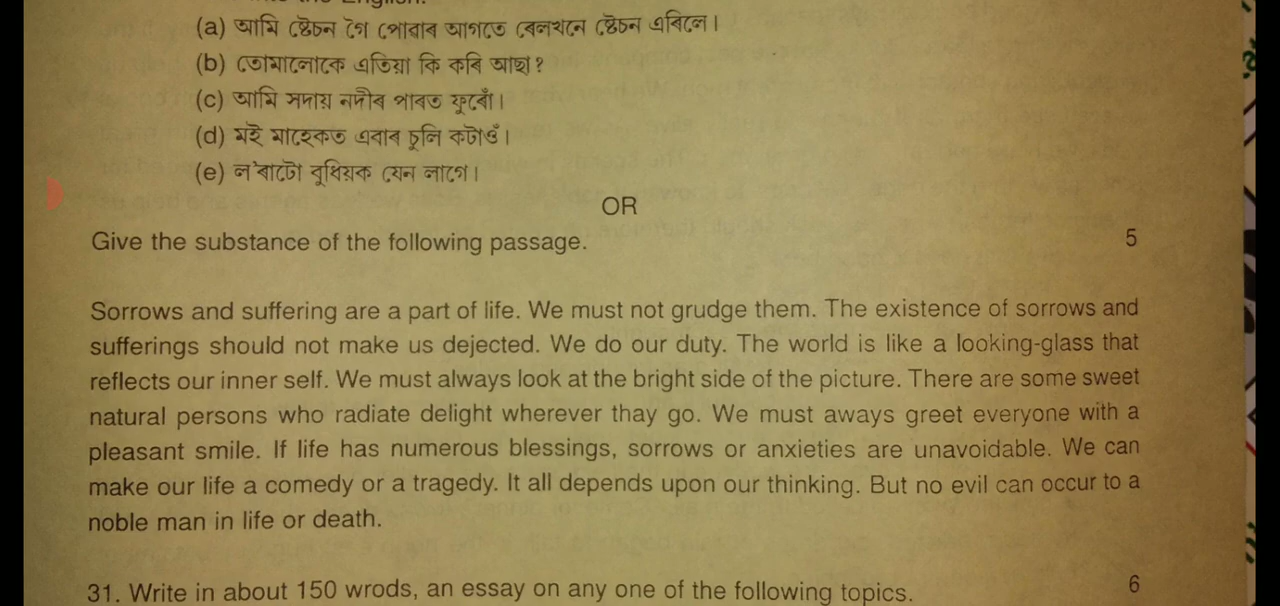 the English.
(a) আমি ষ্টেচন গৈ পোৱাৰ আগতে ৰেলখনে ষ্টেচন এৰিলে।
(b) তোমালোকে এতিয়া কি কৰি আছা?
(c) আমি সদায় নদীৰ পাৰত ফুৰোঁ।
(d) মই মাহেকত এবাৰ চুলি কটাওঁ।
(e) ল'ৰাটো বুধিয়ক যেন লাগে।
OR
Give the substance of the following passage. 5
Sorrows and suffering are a part of life. We must not grudge them. The existence of sorrows and
sufferings should not make us dejected. We do our duty. The world is like a looking-glass that
reflects our inner self. We must always look at the bright side of the picture. There are some sweet
natural persons who radiate delight wherever thay go. We must aways greet everyone with a
pleasant smile. If life has numerous blessings, sorrows or anxieties are unavoidable. We can
make our life a comedy or a tragedy. It all depends upon our thinking. But no evil can occur to a
noble man in life or death.
31. Write in about 150 wrods, an essay on any one of the following topics. 6